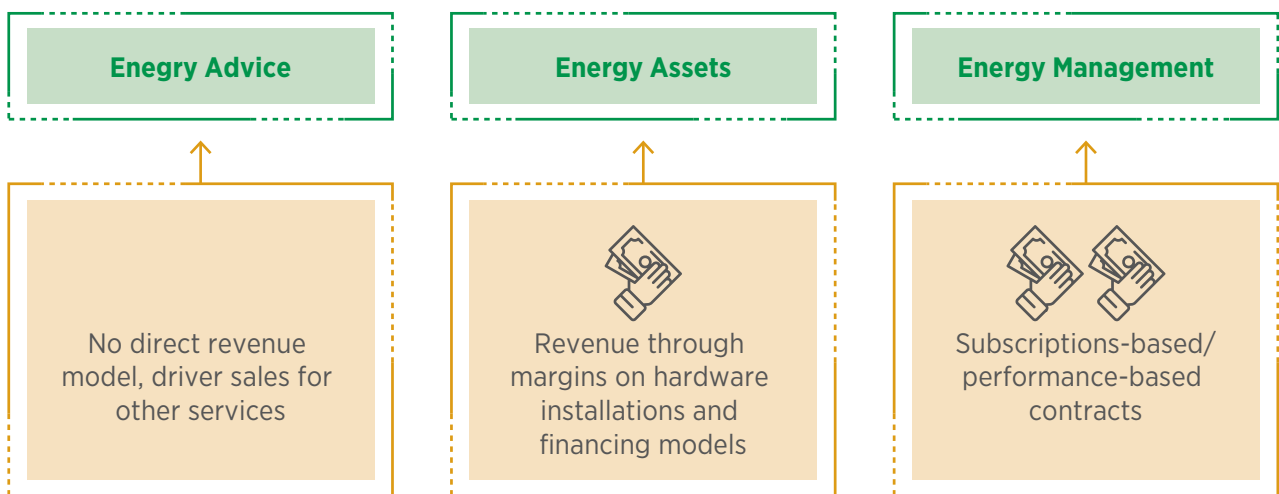 Enegry Advice
Energy Assets
Energy Management
No direct revenue
model, driver sales for
other services
Revenue through
margins on hardware
installations and
financing models
Subscriptions-based/
performance-based
contracts